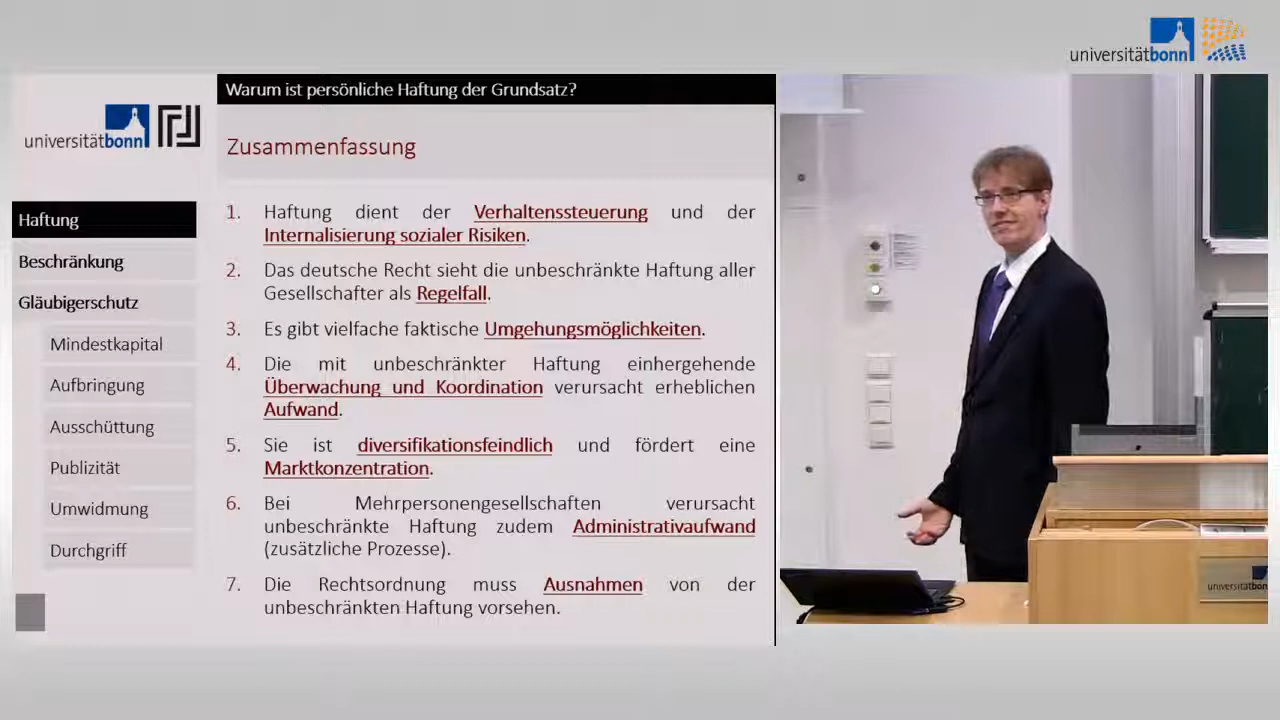 universitätbonn
Warum ist persönliche Haftung der Grundsatz?
universitätbonn
Zusammenfassung
Haftung
Beschränkung
Gläubigerschutz
Mindestkapital
Aufbringung
Ausschüttung
Publizität
Umwidmung
Durchgriff
1. Haftung dient der Verhaltenssteuerung und der
Internalisierung sozialer Risiken.
2. Das deutsche Recht sieht die unbeschränkte Haftung aller
Gesellschafter als Regelfall.
3. Es gibt vielfache faktische Umgehungsmöglichkeiten.
4. Die mit unbeschränkter Haftung einhergehende
Überwachung und Koordination verursacht erheblichen
Aufwand.
5. Sie ist diversifikationsfeindlich und fördert eine
Marktkonzentration.
6. Bei Mehrpersonengesellschaften verursacht
unbeschränkte Haftung zudem Administrativaufwand
(zusätzliche Prozesse).
7. Die Rechtsordnung muss Ausnahmen von der
unbeschränkten Haftung vorsehen.
universitätbon